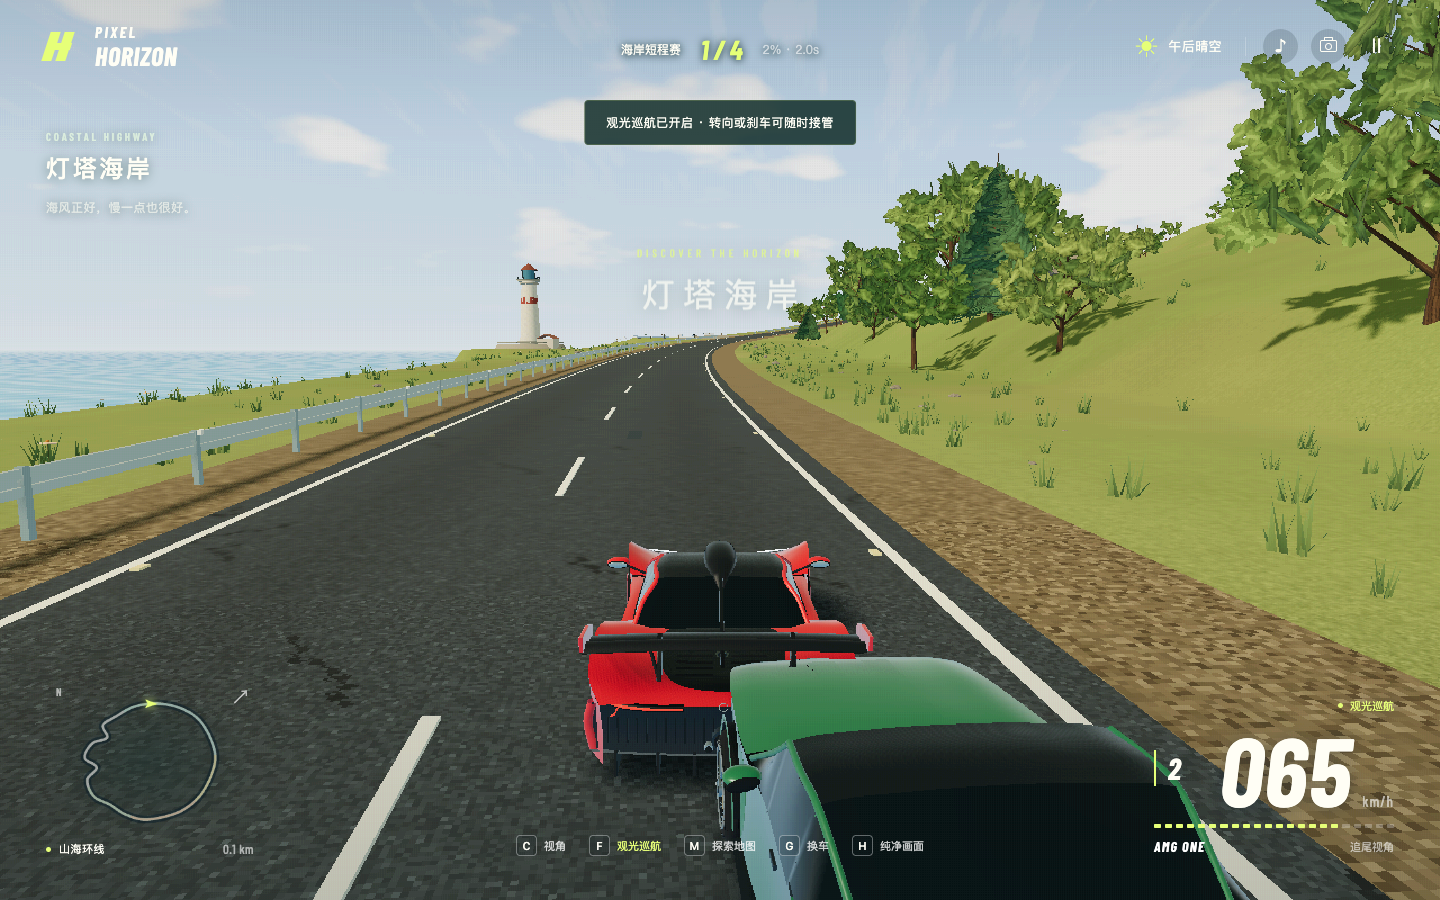 PIXEL
HORIZON
海岸短程赛 1/4 2% · 2.0s
午后晴空
观光巡航已开启 · 转向或刹车可随时接管
COASTAL HIGHWAY
灯塔海岸
海风正好，慢一点也很好。
DISCOVER THE HORIZON
灯塔海岸
N
山海环线 0.1 km
C 视角 F 观光巡航 M 探索地图 G 换车 H 纯净画面
观光巡航
2 065 km/h
AMG ONE 追尾视角